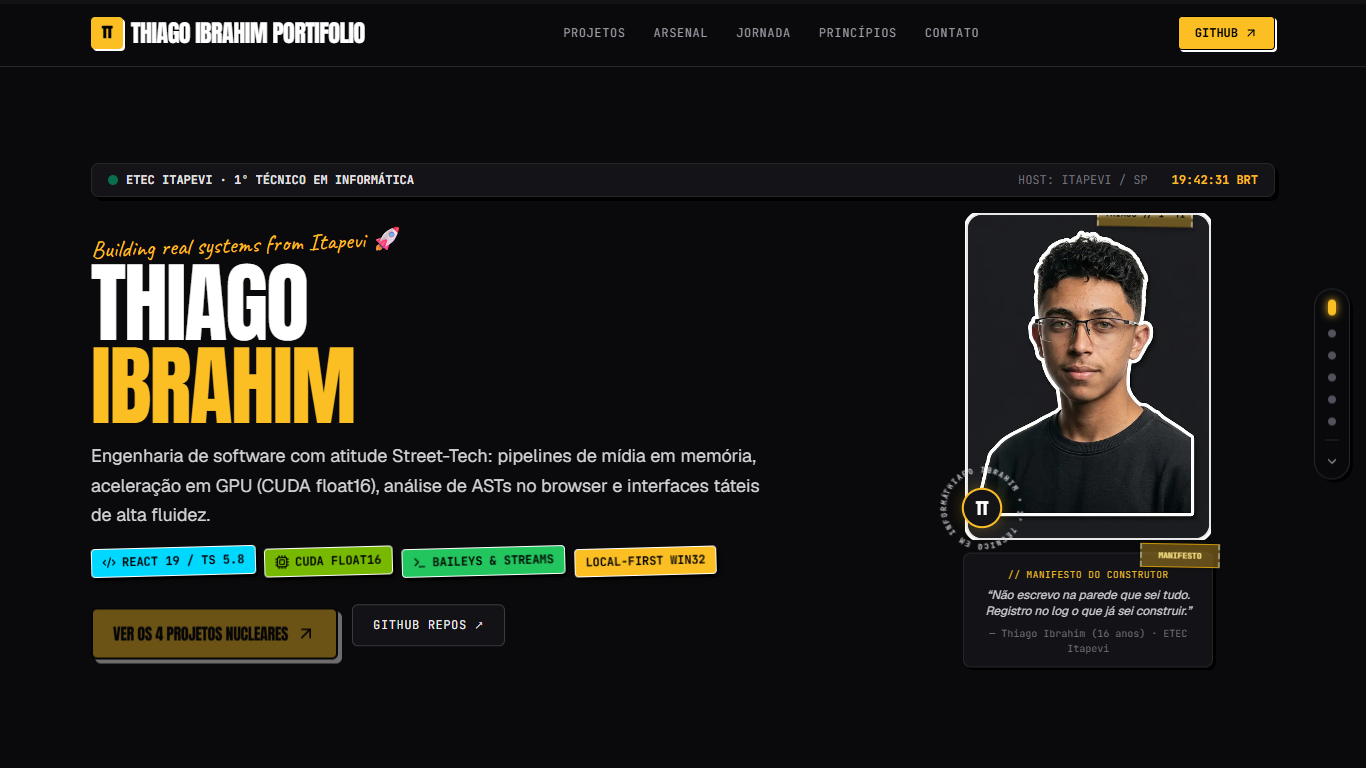 π THIAGO IBRAHIM PORTIFOLIO
PROJETOS ARSENAL JORNADA PRINCÍPIOS CONTATO
GITHUB ↗
ETEC ITAPEVI · 1° TÉCNICO EM INFORMÁTICA
HOST: ITAPEVI / SP 19:42:31 BRT
Building real systems from Itapevi 🚀
THIAGO
IBRAHIM
Engenharia de software com atitude Street-Tech: pipelines de mídia em memória,
aceleração em GPU (CUDA float16), análise de ASTs no browser e interfaces táteis
de alta fluidez.
</> REACT 19 / TS 5.8
CUDA FLOAT16
>_ BAILEYS & STREAMS
LOCAL-FIRST WIN32
VER OS 4 PROJETOS NUCLEARES ↗
GITHUB REPOS ↗
π
MANIFESTO
// MANIFESTO DO CONSTRUTOR
“Não escrevo na parede que sei tudo.
Registro no log o que já sei construir.”
— Thiago Ibrahim (16 anos) · ETEC
Itapevi